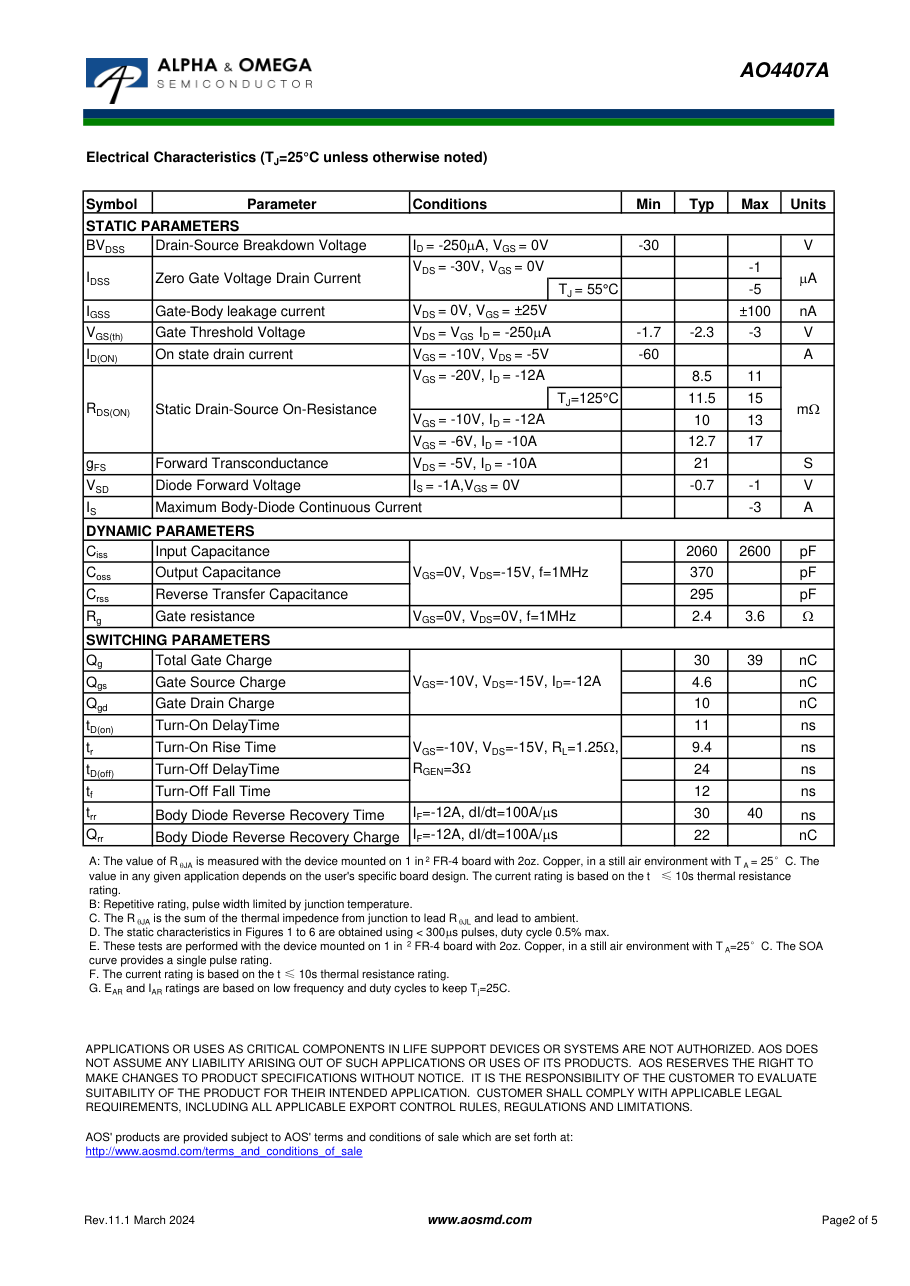 ALPHA & OMEGA
SEMICONDUCTOR
AO4407A
Electrical Characteristics (TJ=25°C unless otherwise noted)
Symbol Parameter Conditions Min Typ Max Units
STATIC PARAMETERS
BVDSS Drain-Source Breakdown Voltage ID = -250μA, VGS = 0V -30 V
IDSS Zero Gate Voltage Drain Current VDS = -30V, VGS = 0V -1 μA
TJ = 55°C -5
IGSS Gate-Body leakage current VDS = 0V, VGS = ±25V ±100 nA
VGS(th) Gate Threshold Voltage VDS = VGS ID = -250μA -1.7 -2.3 -3 V
ID(ON) On state drain current VGS = -10V, VDS = -5V -60 A
RDS(ON) Static Drain-Source On-Resistance VGS = -20V, ID = -12A 8.5 11 mΩ
TJ=125°C 11.5 15
VGS = -10V, ID = -12A 10 13
VGS = -6V, ID = -10A 12.7 17
gFS Forward Transconductance VDS = -5V, ID = -10A 21 S
VSD Diode Forward Voltage IS = -1A,VGS = 0V -0.7 -1 V
IS Maximum Body-Diode Continuous Current -3 A
DYNAMIC PARAMETERS
Ciss Input Capacitance 2060 2600 pF
Coss Output Capacitance VGS=0V, VDS=-15V, f=1MHz 370 pF
Crss Reverse Transfer Capacitance 295 pF
Rg Gate resistance VGS=0V, VDS=0V, f=1MHz 2.4 3.6 Ω
SWITCHING PARAMETERS
Qg Total Gate Charge 30 39 nC
Qgs Gate Source Charge VGS=-10V, VDS=-15V, ID=-12A 4.6 nC
Qgd Gate Drain Charge 10 nC
tD(on) Turn-On DelayTime 11 ns
tr Turn-On Rise Time VGS=-10V, VDS=-15V, RL=1.25Ω, 9.4 ns
tD(off) Turn-Off DelayTime RGEN=3Ω 24 ns
tf Turn-Off Fall Time 12 ns
trr Body Diode Reverse Recovery Time IF=-12A, dI/dt=100A/μs 30 40 ns
Qrr Body Diode Reverse Recovery Charge IF=-12A, dI/dt=100A/μs 22 nC
A: The value of R θJA is measured with the device mounted on 1 in² FR-4 board with 2oz. Copper, in a still air environment with T A = 25° C. The
value in any given application depends on the user's specific board design. The current rating is based on the t ≤ 10s thermal resistance
rating.
B: Repetitive rating, pulse width limited by junction temperature.
C. The R θJA is the sum of the thermal impedence from junction to lead R θJL and lead to ambient.
D. The static characteristics in Figures 1 to 6 are obtained using < 300μs pulses, duty cycle 0.5% max.
E. These tests are performed with the device mounted on 1 in ² FR-4 board with 2oz. Copper, in a still air environment with T A=25° C. The SOA
curve provides a single pulse rating.
F. The current rating is based on the t ≤ 10s thermal resistance rating.
G. EAR and IAR ratings are based on low frequency and duty cycles to keep Tj=25C.
APPLICATIONS OR USES AS CRITICAL COMPONENTS IN LIFE SUPPORT DEVICES OR SYSTEMS ARE NOT AUTHORIZED. AOS DOES
NOT ASSUME ANY LIABILITY ARISING OUT OF SUCH APPLICATIONS OR USES OF ITS PRODUCTS. AOS RESERVES THE RIGHT TO
MAKE CHANGES TO PRODUCT SPECIFICATIONS WITHOUT NOTICE. IT IS THE RESPONSIBILITY OF THE CUSTOMER TO EVALUATE
SUITABILITY OF THE PRODUCT FOR THEIR INTENDED APPLICATION. CUSTOMER SHALL COMPLY WITH APPLICABLE LEGAL
REQUIREMENTS, INCLUDING ALL APPLICABLE EXPORT CONTROL RULES, REGULATIONS AND LIMITATIONS.
AOS' products are provided subject to AOS' terms and conditions of sale which are set forth at:
http://www.aosmd.com/terms_and_conditions_of_sale
Rev.11.1 March 2024 www.aosmd.com Page2 of 5